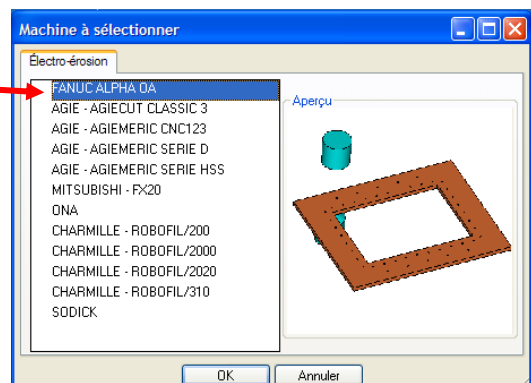 Machine à sélectionner
Électro-érosion
FANUC ALPHA 0A
AGIE - AGIECUT CLASSIC 3
AGIE - AGIEMERIC CNC123
AGIE - AGIEMERIC SERIE D
AGIE - AGIEMERIC SERIE HSS
MITSUBISHI - FX20
ONA
CHARMILLE - ROBOFIL/200
CHARMILLE - ROBOFIL/2000
CHARMILLE - ROBOFIL/2020
CHARMILLE - ROBOFIL/310
SODICK
Aperçu
OK
Annuler